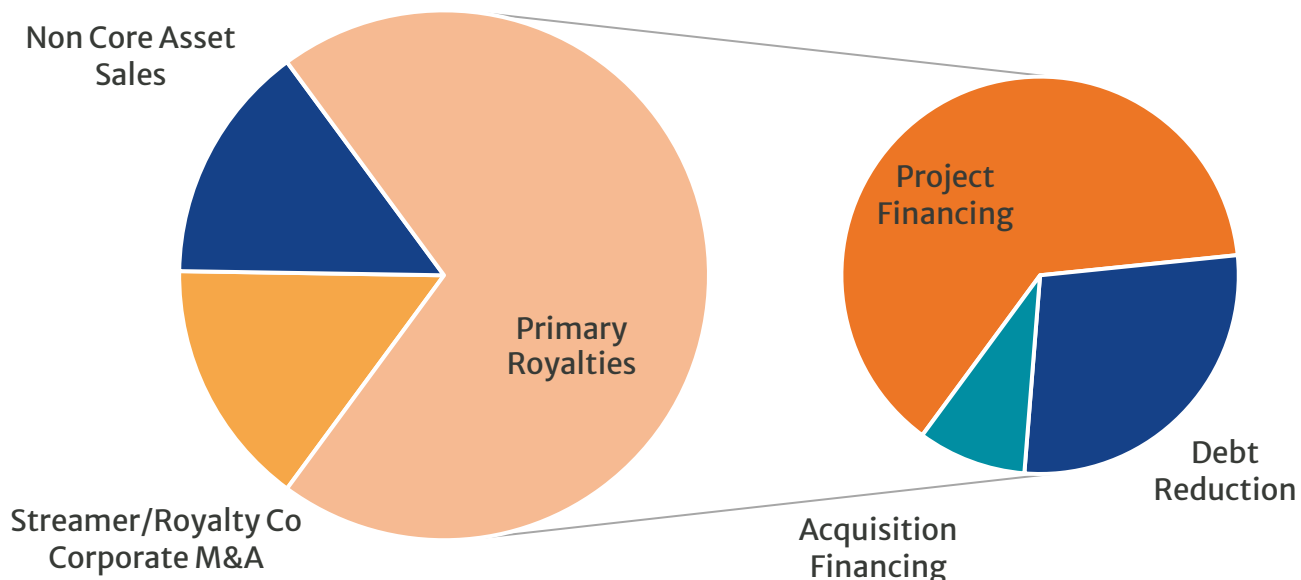 Non Core Asset
Sales
Project
Financing
Primary
Royalties
Debt
Reduction
Streamer/Royalty Co
Corporate M&A
Acquisition
Financing